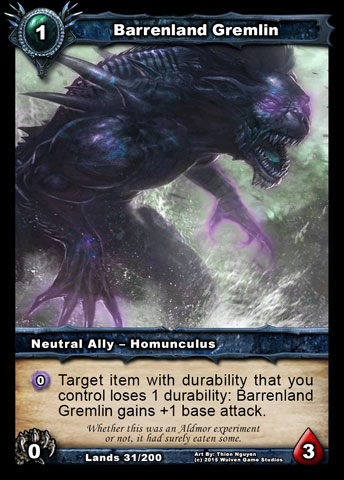 1
Barrenland Gremlin
Neutral Ally – Homunculus
0 Target item with durability that you
control loses 1 durability: Barrenland
Gremlin gains +1 base attack.
Whether this was an Aldmor experiment
or not, it had surely eaten some.
0
Lands 31/200
Art By: Thien Nguyen
(c) 2015 Wulven Game Studios
3